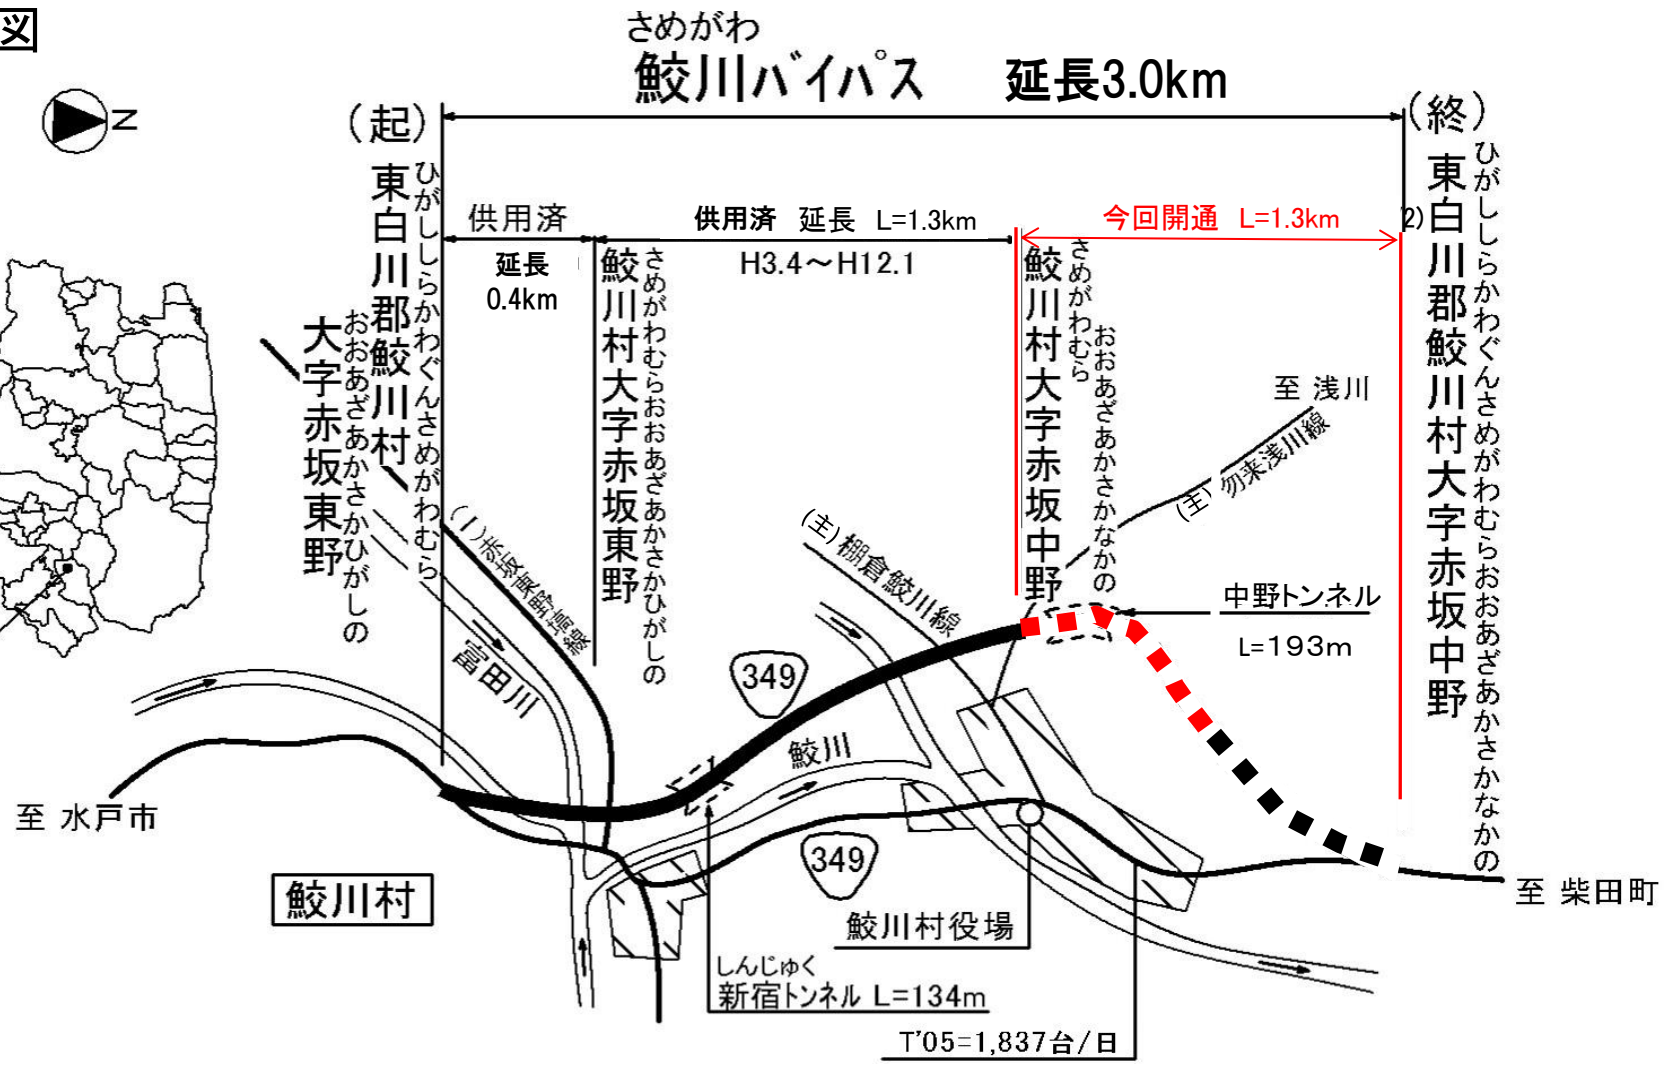 図
N
さめがわ
鮫川バイパス　延長3.0km
(起)
(終)
ひがししらかわぐんさめがわむら
東白川郡鮫川村
おおあざあかさかひがしの
大字赤坂東野
供用済
延長
0.4km
供用済　延長　L=1.3km
H3.4～H12.1
今回開通　L=1.3km
2)
さめがわむらおおあざあかさかひがしの
鮫川村大字赤坂東野
さめがわむら
おおあざあかさかなかの
鮫川村大字赤坂中野
ひがししらかわぐんさめがわむらおおあざあかさかなかの
東白川郡鮫川村大字赤坂中野
至 浅川
(主) 勿来浅川線
(主) 棚倉鮫川線
富田川
中野トンネル
L=193m
349
鮫川
349
至 水戸市
鮫川村
至 柴田町
鮫川村役場
しんじゅく
新宿トンネル L=134m
T'05=1,837台/日